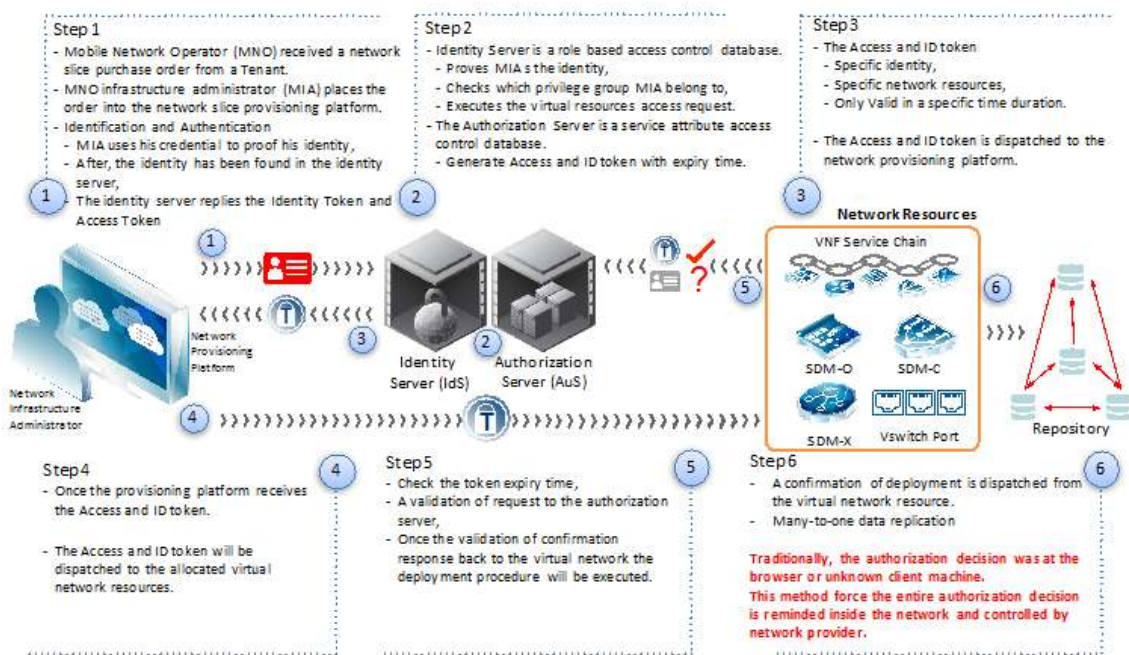 Step 1
- Mobile Network Operator (MNO) received a network
slice purchase order from a Tenant.
- MNO infrastructure administrator (MIA) places the
order into the network slice provisioning platform.
- Identification and Authentication
- MIA uses his credential to proof his identity,
- After, the identity has been found in the identity
server,
- The identity server replies the Identity Token and
Access Token
1
Step 2
- Identity Server is a role based access control database.
- Proves MIA s the identity,
- Checks which privilege group MIA belong to,
- Executes the virtual resources access request.
- The Authorization Server is a service attribute access
control database.
- Generate Access and ID token with expiry time.
2
Step 3
- The Access and ID token
- Specific identity,
- Specific network resources,
- Only Valid in a specific time duration.
- The Access and ID token is dispatched to the
network provisioning platform.
3
Network Resources
VNF Service Chain
SDM-O
SDM-C
SDM-X
Vswitch Port
1
T
3
2
T
?
5
6
Network
Provisioning
Platform
Identity
Server (IdS)
Authorization
Server (AuS)
Network
Infrastructure
Administrator
4
T
Repository
Step 4
- Once the provisioning platform receives
the Access and ID token.
- The Access and ID token will be
dispatched to the allocated virtual
network resources.
4
Step 5
- Check the token expiry time,
- A validation of request to the authorization
server,
- Once the validation of confirmation
response back to the virtual network the
deployment procedure will be executed.
5
Step 6
- A confirmation of deployment is dispatched from
the virtual network resource.
- Many-to-one data replication
Traditionally, the authorization decision was at the
browser or unknown client machine.
This method force the entire authorization decision
is reminded inside the network and controlled by
network provider.
6